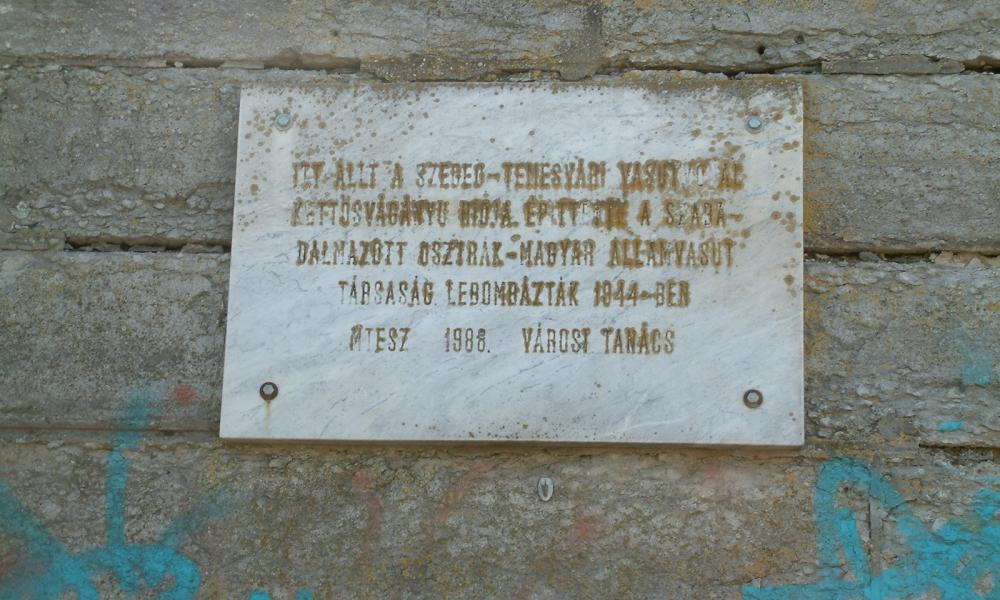 ITT ÁLLT A SZEGED-TEMESVÁRI VASÚTVONAL
KETTŐSVÁGÁNYÚ HÍDJA. ÉPÍTTETTE A SZABA-
DALMAZOTT OSZTRÁK-MAGYAR ÁLLAMVASÚT
TÁRSASÁG. LEBOMBÁZTÁK 1944-BEN
MTESZ 1988. VÁROSI TANÁCS